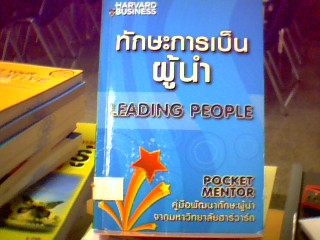 HARVARD
BUSINESS
ทักษะการเป็น
ผู้นำ
LEADING PEOPLE
POCKET
MENTOR
คู่มือพัฒนาทักษะผู้นำ
จากมหาวิทยาลัยฮาร์วาร์ด